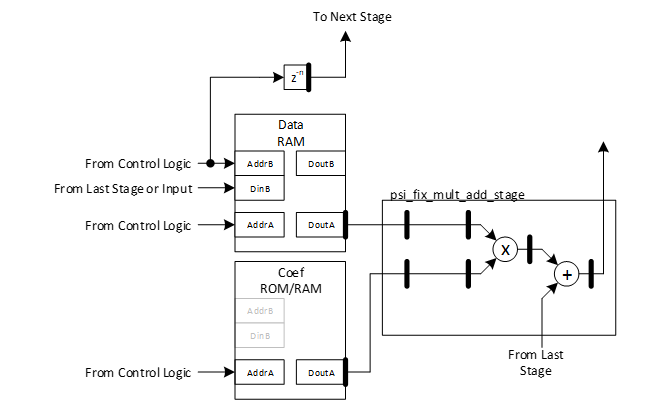 To Next Stage
z⁻ⁿ
Data
RAM
From Control Logic
AddrB
DoutB
From Last Stage or Input
DinB
From Control Logic
AddrA
DoutA
psi_fix_mult_add_stage
X
+
Coef
ROM/RAM
AddrB
DinB
From Control Logic
AddrA
DoutA
From Last
Stage